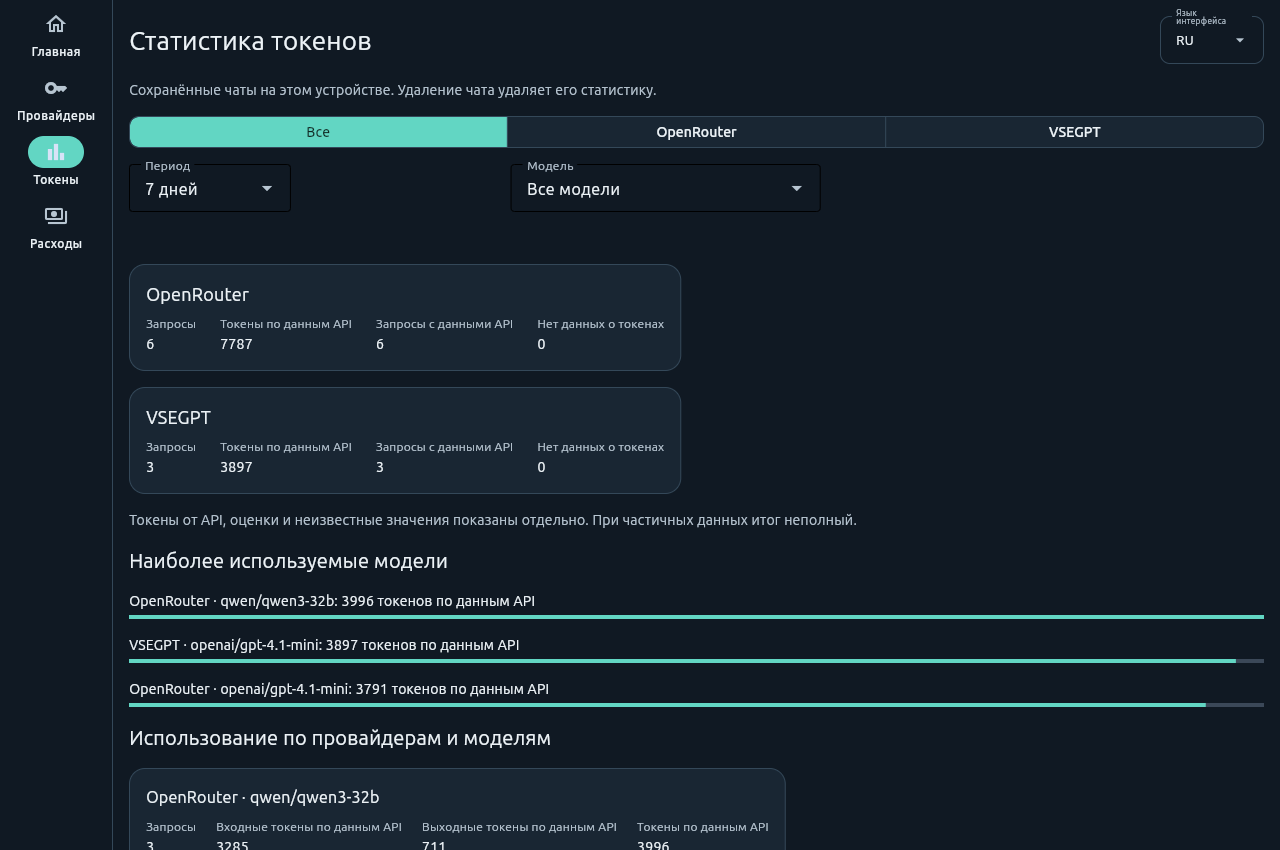 Главная
Провайдеры
Токены
Расходы
Статистика токенов
Язык
интерфейса
RU
Сохранённые чаты на этом устройстве. Удаление чата удаляет его статистику.
Все OpenRouter VSEGPT
Период Модель
7 дней Все модели
OpenRouter
Запросы Токены по данным API Запросы с данными API Нет данных о токенах
6 7787 6 0
VSEGPT
Запросы Токены по данным API Запросы с данными API Нет данных о токенах
3 3897 3 0
Токены от API, оценки и неизвестные значения показаны отдельно. При частичных данных итог неполный.
Наиболее используемые модели
OpenRouter · qwen/qwen3-32b: 3996 токенов по данным API
VSEGPT · openai/gpt-4.1-mini: 3897 токенов по данным API
OpenRouter · openai/gpt-4.1-mini: 3791 токенов по данным API
Использование по провайдерам и моделям
OpenRouter · qwen/qwen3-32b
Запросы Входные токены по данным API Выходные токены по данным API Токены по данным API
3 3285 711 3996